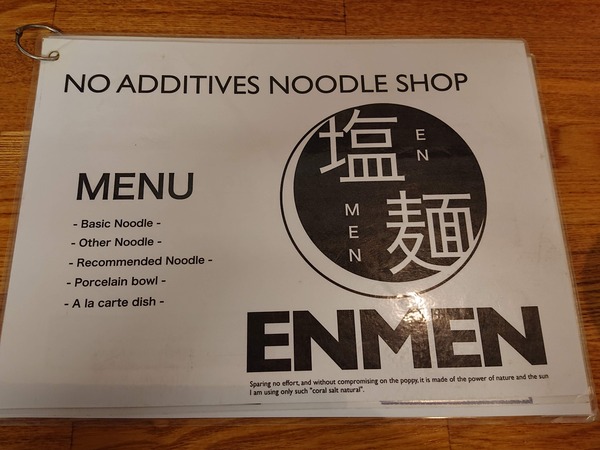 NO ADDITIVES NOODLE SHOP
塩
EN
MEN
麺
MENU
- Basic Noodle -
- Other Noodle -
- Recommended Noodle -
- Porcelain bowl -
- A la carte dish -
ENMEN
Sparing no effort, and without compromising on the poppy, it is made of the power of nature and the sun
I am using only such "coral salt natural".